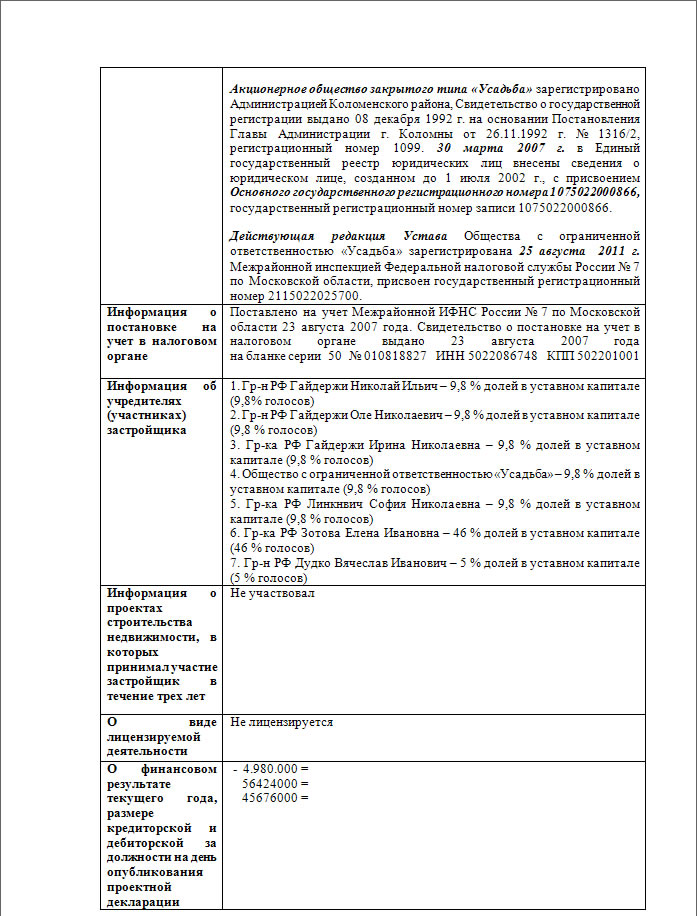 Акционерное общество закрытого типа «Усадьба» зарегистрировано
Администрацией Коломенского района, Свидетельство о государственной
регистрации выдано 08 декабря 1992 г. на основании Постановления
Главы Администрации г. Коломны от 26.11.1992 г. № 1316/2,
регистрационный номер 1099. 30 марта 2007 г. в Единый
государственный реестр юридических лиц внесены сведения о
юридическом лице, созданном до 1 июля 2002 г., с присвоением
Основного государственного регистрационного номера 1075022000866,
государственный регистрационный номер записи 1075022000866.
Действующая редакция Устава Общества с ограниченной
ответственностью «Усадьба» зарегистрирована 25 августа 2011 г.
Межрайонной инспекцией Федеральной налоговой службы России № 7
по Московской области, присвоен государственный регистрационный
номер 2115022025700.
Информация о
постановке на
учет в налоговом
органе
Поставлено на учет Межрайонной ИФНС России № 7 по Московской
области 23 августа 2007 года. Свидетельство о постановке на учет в
налоговом органе выдано 23 августа 2007 года
на бланке серии 50 № 010818827 ИНН 5022086748 КПП 502201001
Информация об
учредителях
(участниках)
застройщика
1. Гр-н РФ Гайдержи Николай Ильич – 9,8 % долей в уставном капитале
(9,8% голосов)
2. Гр-н РФ Гайдержи Оле Николаевич – 9,8 % долей в уставном капитале
(9,8 % голосов)
3. Гр-ка РФ Гайдержи Ирина Николаевна – 9,8 % долей в уставном
капитале (9,8 % голосов)
4. Общество с ограниченной ответственностью «Усадьба» – 9,8 % долей в
уставном капитале (9,8 % голосов)
5. Гр-ка РФ Линкнвич София Николаевна – 9,8 % долей в уставном
капитале (9,8 % голосов)
6. Гр-ка РФ Зотова Елена Ивановна – 46 % долей в уставном капитале
(46 % голосов)
7. Гр-н РФ Дудко Вячеслав Иванович – 5 % долей в уставном капитале
(5 % голосов)
Информация о
проектах
строительства
недвижимости, в
которых
принимал участие
застройщик в
течение трех лет
Не участвовал
О виде
лицензируемой
деятельности
Не лицензируется
О финансовом
результате
текущего года,
размере
кредиторской и
дебиторской за
должности на день
опубликования
проектной
декларации
- 4.980.000 =
56424000 =
45676000 =